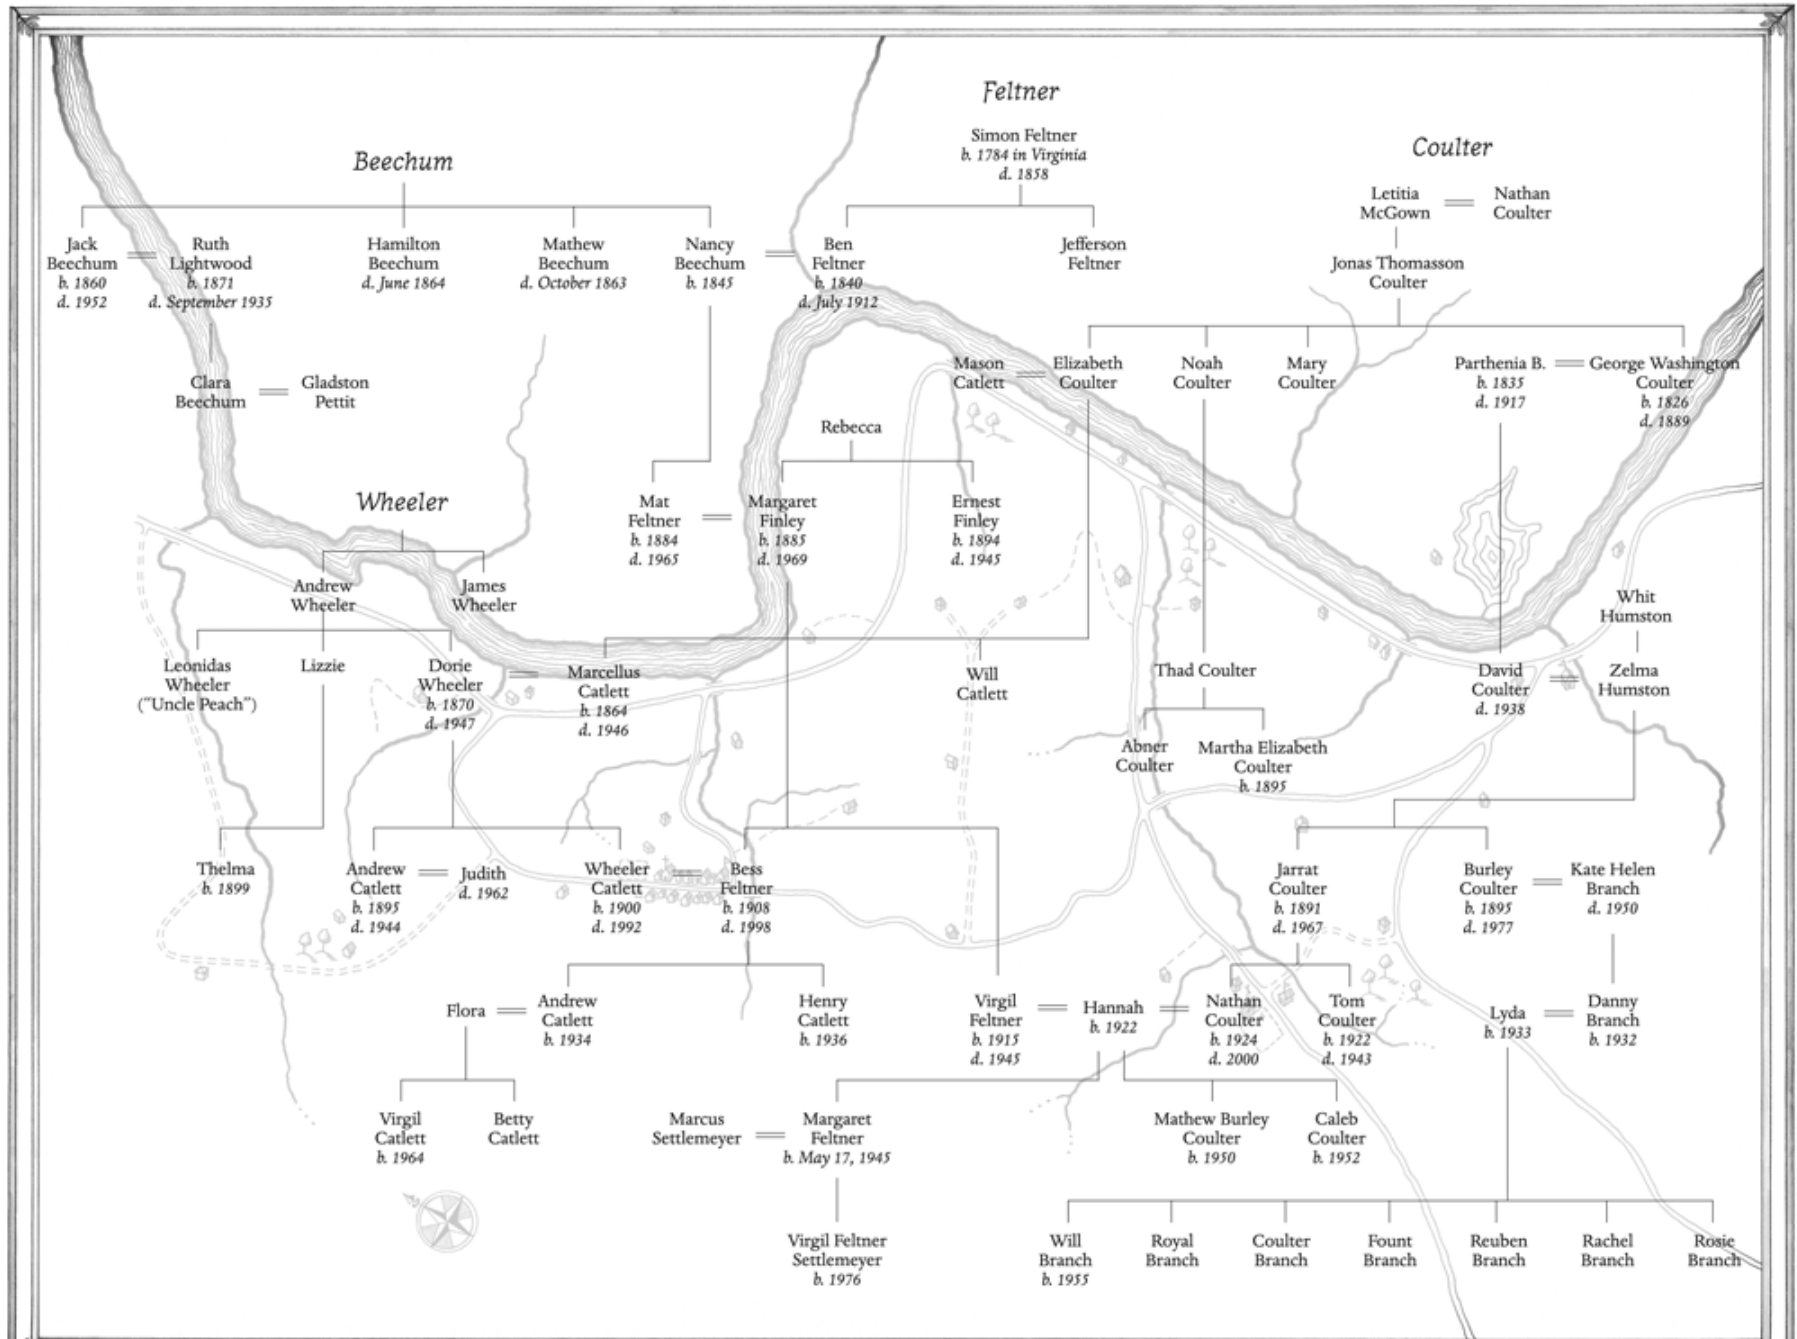 Feltner
Simon Feltner
b. 1784 in Virginia
d. 1858
Beechum
Coulter
Letitia
McGown
Nathan
Coulter
Jack
Beechum
b. 1860
d. 1952
Ruth
Lightwood
b. 1871
d. September 1935
Hamilton
Beechum
d. June 1864
Mathew
Beechum
d. October 1863
Nancy
Beechum
b. 1845
Ben
Feltner
b. 1840
d. July 1912
Jefferson
Feltner
Jonas Thomasson
Coulter
Clara
Beechum
Gladston
Pettit
Mason
Catlett
Elizabeth
Coulter
Noah
Coulter
Mary
Coulter
Parthenia B.
b. 1835
d. 1917
George Washington
Coulter
b. 1826
d. 1889
Rebecca
Wheeler
Mat
Feltner
b. 1884
d. 1965
Margaret
Finley
b. 1885
d. 1969
Ernest
Finley
b. 1894
d. 1945
Andrew
Wheeler
James
Wheeler
Whit
Humston
Leonidas
Wheeler
("Uncle Peach")
Lizzie
Dorie
Wheeler
b. 1870
d. 1947
Marcellus
Catlett
b. 1864
d. 1946
Will
Catlett
Thad Coulter
David
Coulter
d. 1938
Zelma
Humston
Abner
Coulter
Martha Elizabeth
Coulter
b. 1895
Thelma
b. 1899
Andrew
Catlett
b. 1895
d. 1944
Judith
d. 1962
Wheeler
Catlett
b. 1900
d. 1992
Bess
Feltner
b. 1908
d. 1998
Jarrat
Coulter
b. 1891
d. 1967
Burley
Coulter
b. 1895
d. 1977
Kate Helen
Branch
d. 1950
Flora
Andrew
Catlett
b. 1934
Henry
Catlett
b. 1936
Virgil
Feltner
b. 1915
d. 1945
Hannah
b. 1922
Nathan
Coulter
b. 1924
d. 2000
Tom
Coulter
b. 1922
d. 1943
Lyda
b. 1933
Danny
Branch
b. 1932
Virgil
Catlett
b. 1964
Betty
Catlett
Marcus
Settlemeyer
Margaret
Feltner
b. May 17, 1945
Mathew Burley
Coulter
b. 1950
Caleb
Coulter
b. 1952
Virgil Feltner
Settlemeyer
b. 1976
Will
Branch
b. 1955
Royal
Branch
Coulter
Branch
Fount
Branch
Reuben
Branch
Rachel
Branch
Rosie
Branch